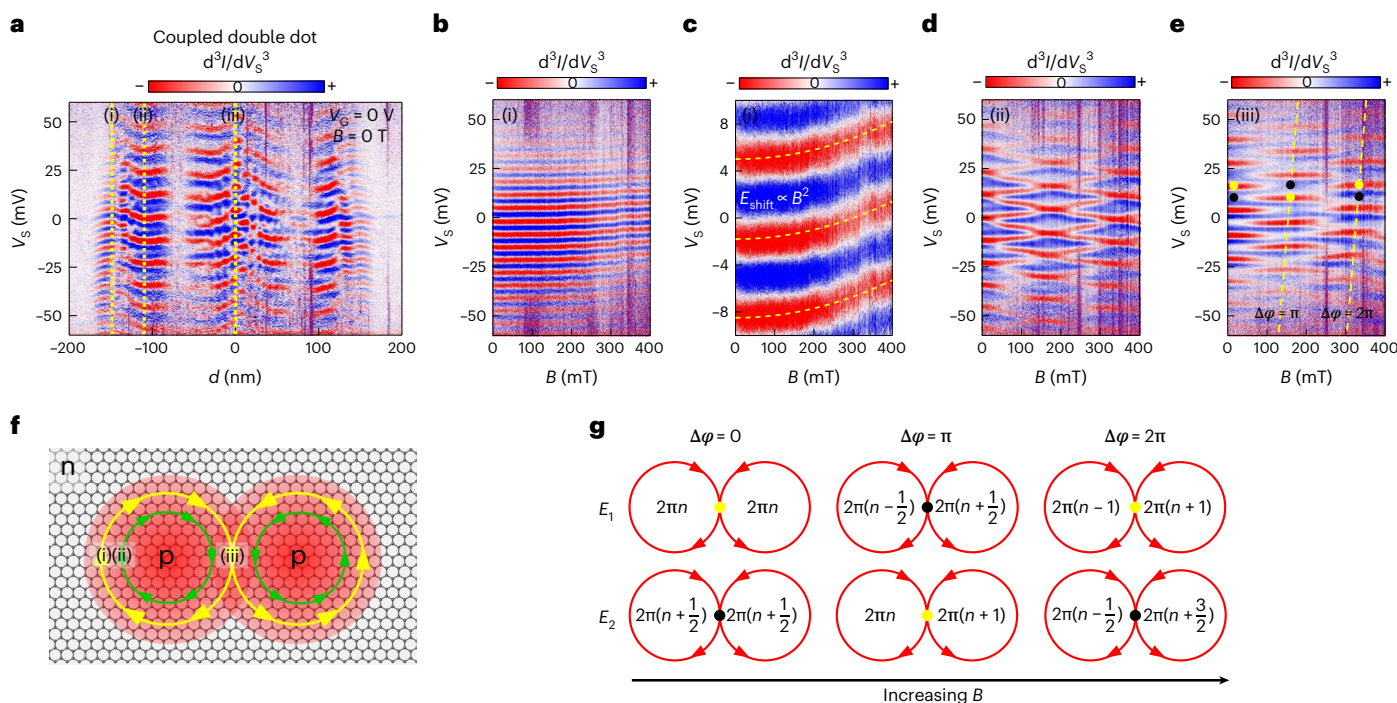 a
Coupled double dot
d³I/dV_S³
– 0 +
(i) (ii) (iii) V_G = 0 V
B = 0 T
50
25
0
–25
–50
V_S (mV)
–200 –100 0 100 200
d (nm)
b
d³I/dV_S³
– 0 +
(i)
50
25
0
–25
–50
V_S (mV)
0 100 200 300 400
B (mT)
c
d³I/dV_S³
– 0 +
(i)
8
4
0
–4
–8
V_S (mV)
E_shift ∝ B²
0 100 200 300 400
B (mT)
d
d³I/dV_S³
– 0 +
(ii)
50
25
0
–25
–50
V_S (mV)
0 100 200 300 400
B (mT)
e
d³I/dV_S³
– 0 +
(iii)
50
25
0
–25
–50
V_S (mV)
Δφ = π Δφ = 2π
0 100 200 300 400
B (mT)
f
n
(i)(ii) p (iii) p
g
Δφ = 0 Δφ = π Δφ = 2π
E₁ 2πn 2πn 2π(n – 1/2) 2π(n + 1/2) 2π(n – 1) 2π(n + 1)
E₂ 2π(n + 1/2) 2π(n + 1/2) 2πn 2π(n + 1) 2π(n – 1/2) 2π(n + 3/2)
Increasing B